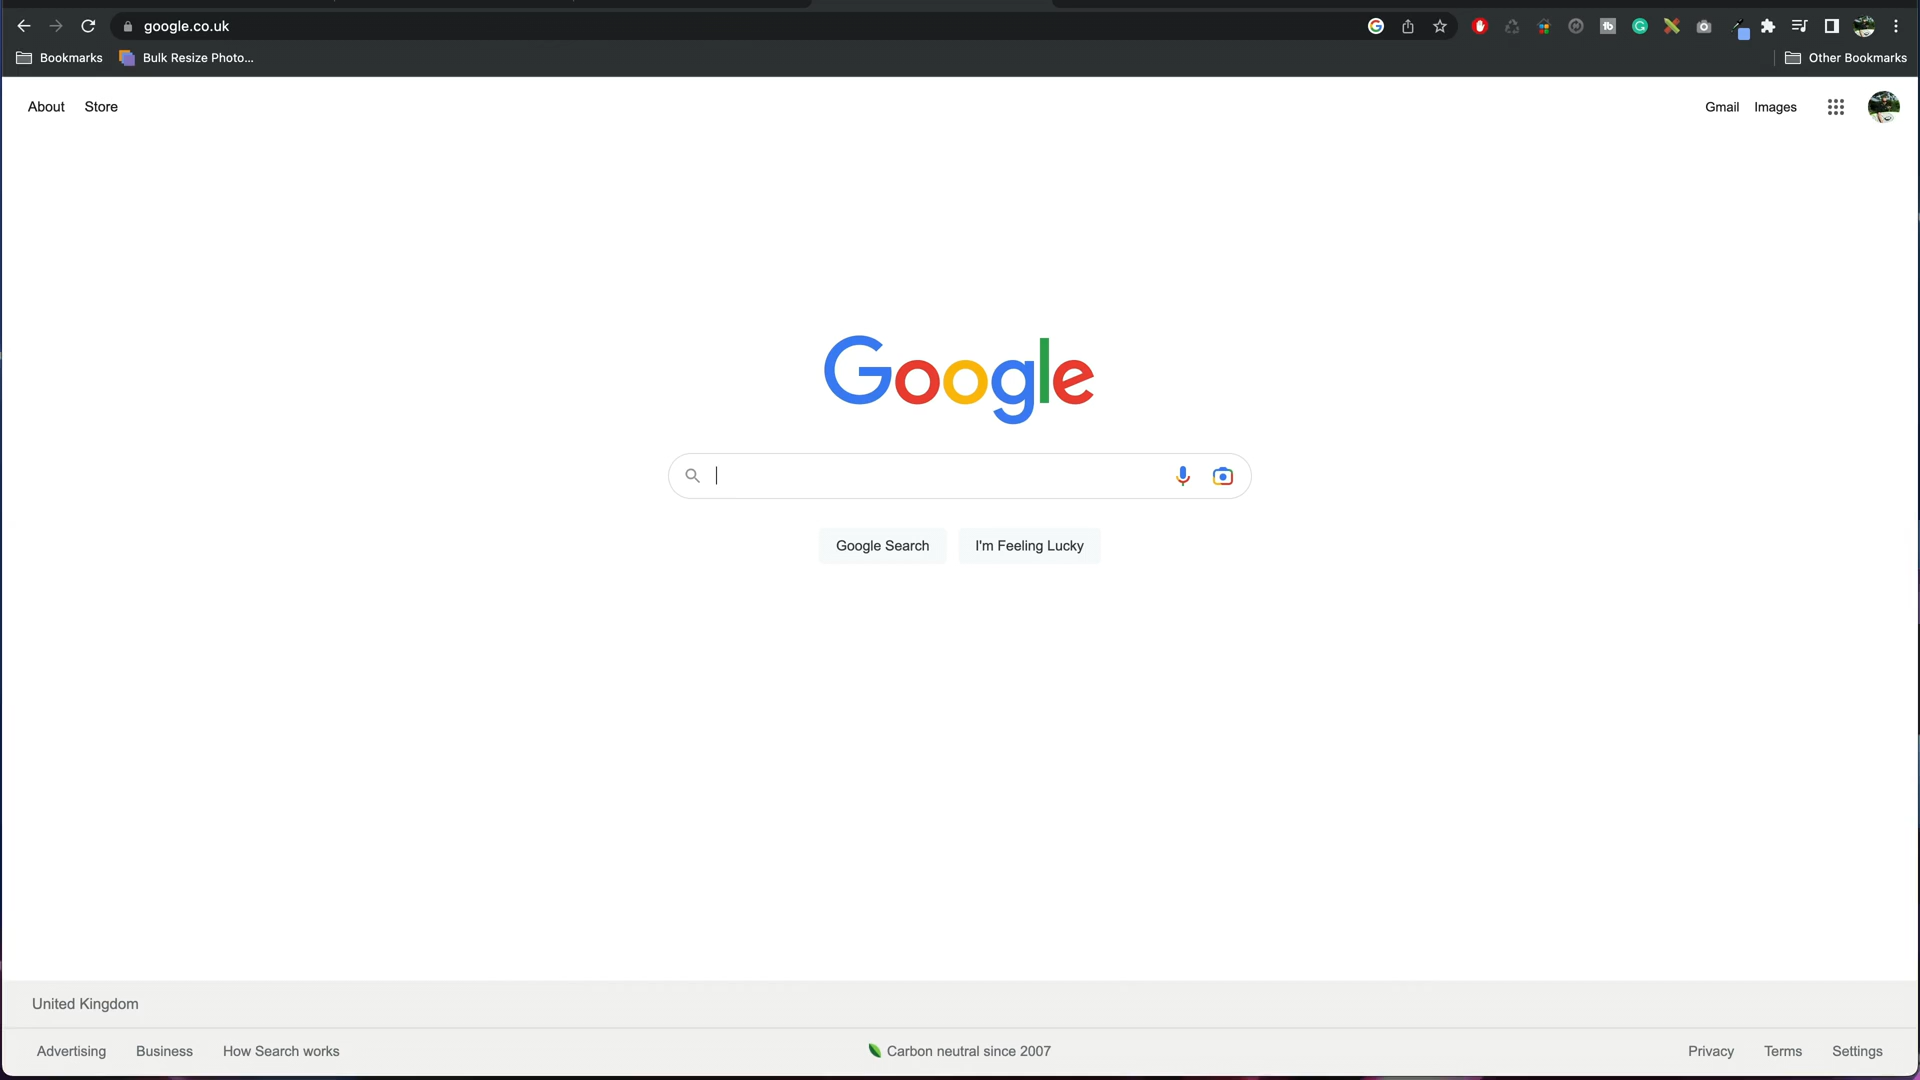 google.co.uk
Bookmarks
Bulk Resize Photo...
Other Bookmarks
About
Store
Gmail
Images
Google
Google Search
I'm Feeling Lucky
United Kingdom
Advertising
Business
How Search works
Carbon neutral since 2007
Privacy
Terms
Settings